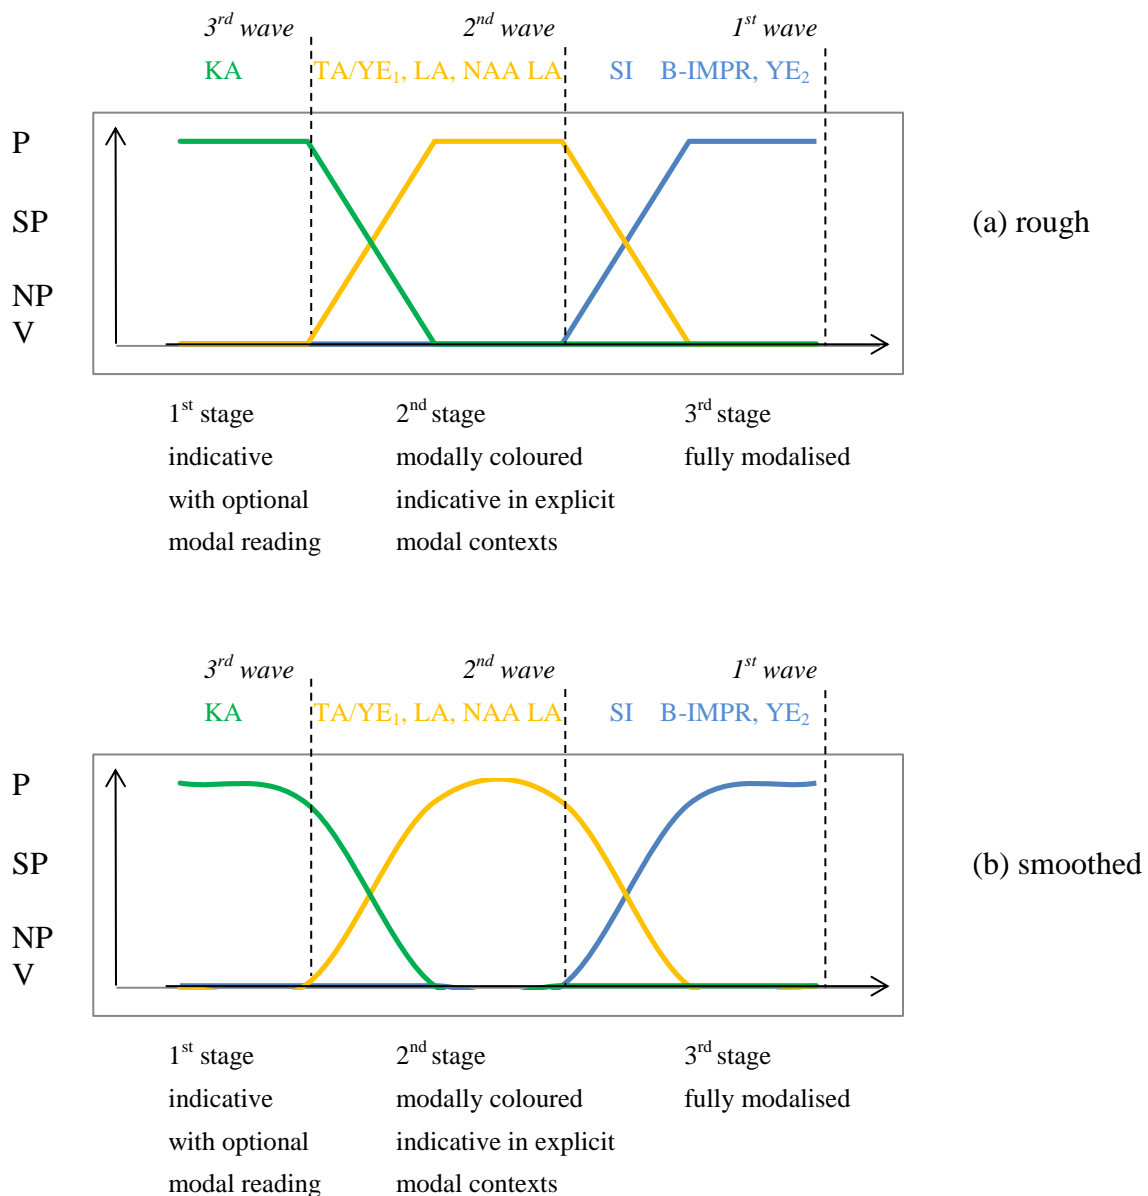 3rd wave 2nd wave 1st wave
KA TA/YE1, LA, NAA LA SI B-IMPR, YE2
P
SP
(a) rough
NP
V
1st stage 2nd stage 3rd stage
indicative modally coloured fully modalised
with optional indicative in explicit
modal reading modal contexts
3rd wave 2nd wave 1st wave
KA TA/YE1, LA, NAA LA SI B-IMPR, YE2
P
SP
(b) smoothed
NP
V
1st stage 2nd stage 3rd stage
indicative modally coloured fully modalised
with optional indicative in explicit
modal reading modal contexts